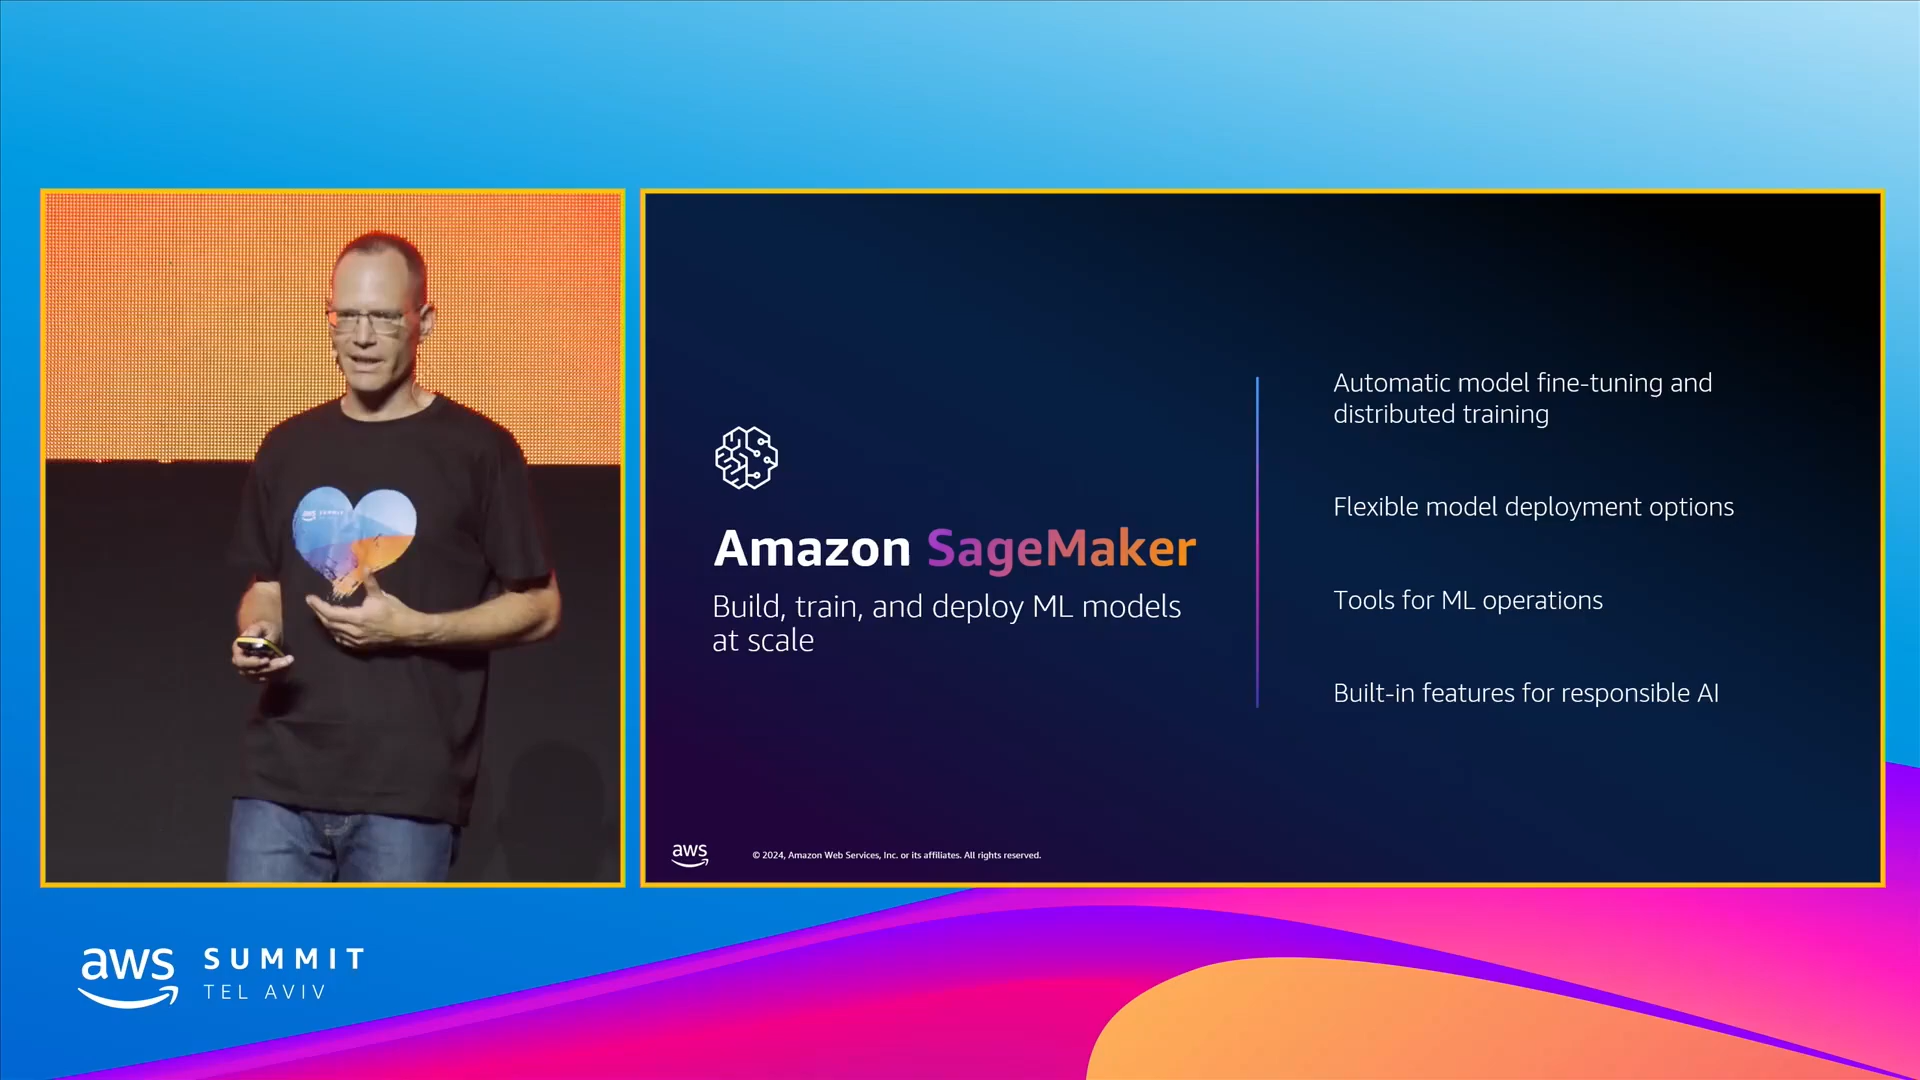 aws SUMMIT
Amazon SageMaker
Build, train, and deploy ML models
at scale
Automatic model fine-tuning and
distributed training
Flexible model deployment options
Tools for ML operations
Built-in features for responsible AI
aws
© 2024, Amazon Web Services, Inc. or its affiliates. All rights reserved.
aws SUMMIT
TEL AVIV